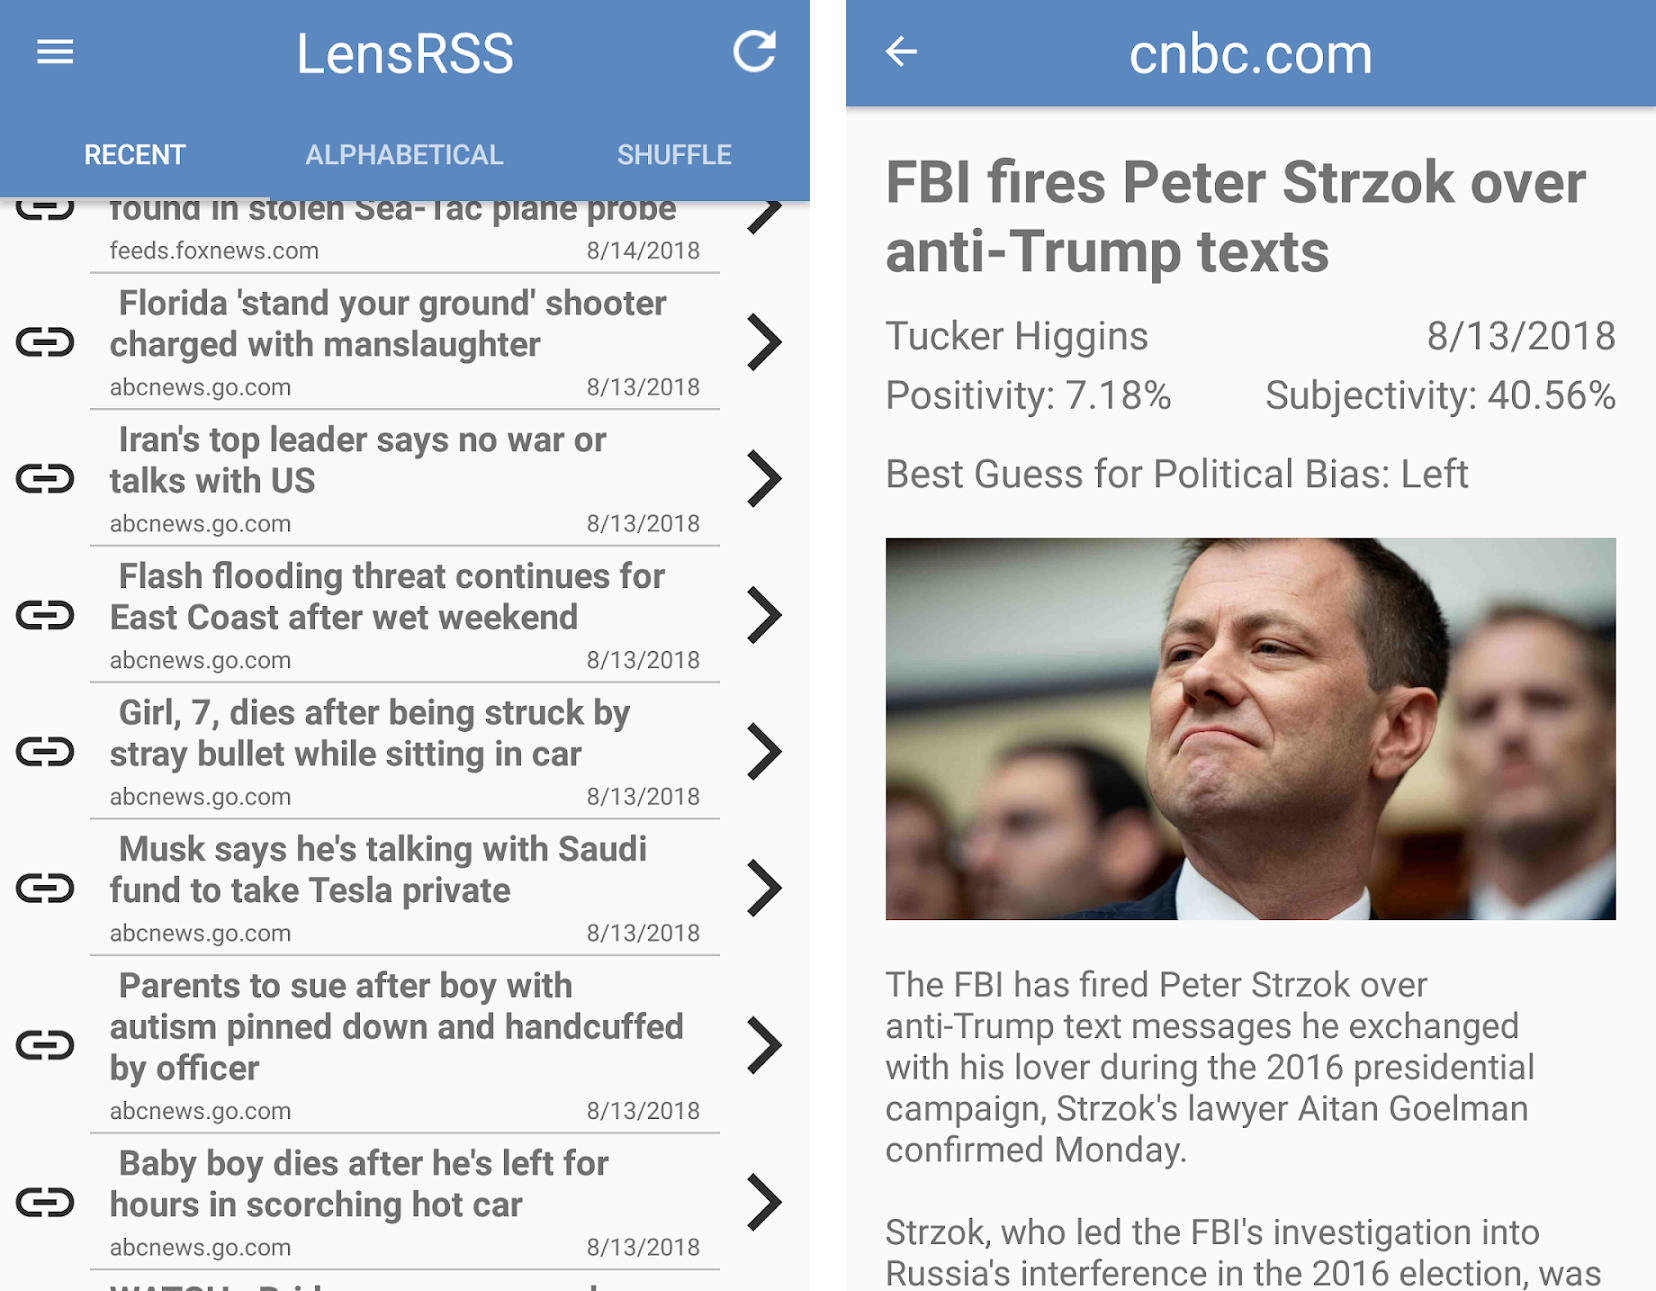 LensRSS
RECENT ALPHABETICAL SHUFFLE
found in stolen Sea-Tac plane probe
feeds.foxnews.com 8/14/2018
Florida 'stand your ground' shooter
charged with manslaughter
abcnews.go.com 8/13/2018
Iran's top leader says no war or
talks with US
abcnews.go.com 8/13/2018
Flash flooding threat continues for
East Coast after wet weekend
abcnews.go.com 8/13/2018
Girl, 7, dies after being struck by
stray bullet while sitting in car
abcnews.go.com 8/13/2018
Musk says he's talking with Saudi
fund to take Tesla private
abcnews.go.com 8/13/2018
Parents to sue after boy with
autism pinned down and handcuffed
by officer
abcnews.go.com 8/13/2018
Baby boy dies after he's left for
hours in scorching hot car
abcnews.go.com 8/13/2018
cnbc.com
FBI fires Peter Strzok over
anti-Trump texts
Tucker Higgins 8/13/2018
Positivity: 7.18% Subjectivity: 40.56%
Best Guess for Political Bias: Left
The FBI has fired Peter Strzok over
anti-Trump text messages he exchanged
with his lover during the 2016 presidential
campaign, Strzok's lawyer Aitan Goelman
confirmed Monday.
Strzok, who led the FBI's investigation into
Russia's interference in the 2016 election, was